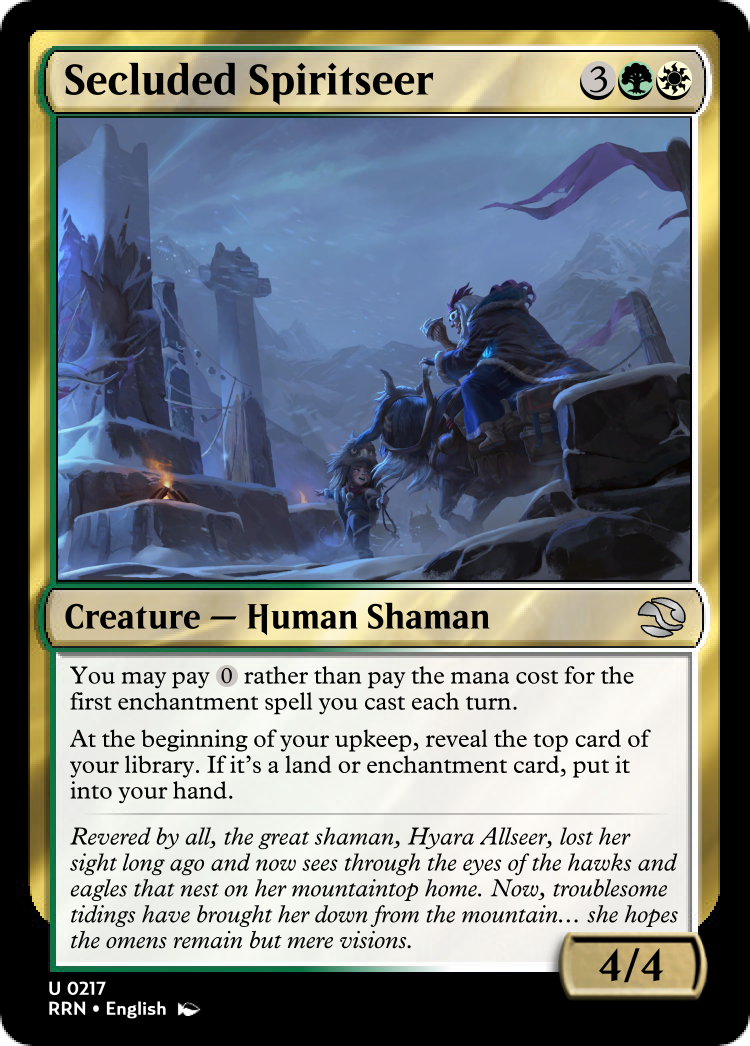 Secluded Spiritseer 3
Creature — Human Shaman
You may pay 0 rather than pay the mana cost for the
first enchantment spell you cast each turn.
At the beginning of your upkeep, reveal the top card of
your library. If it's a land or enchantment card, put it
into your hand.
Revered by all, the great shaman, Hyara Allseer, lost her
sight long ago and now sees through the eyes of the hawks and
eagles that nest on her mountaintop home. Now, troublesome
tidings have brought her down from the mountain… she hopes
the omens remain but mere visions.
4/4
U 0217
RRN • English